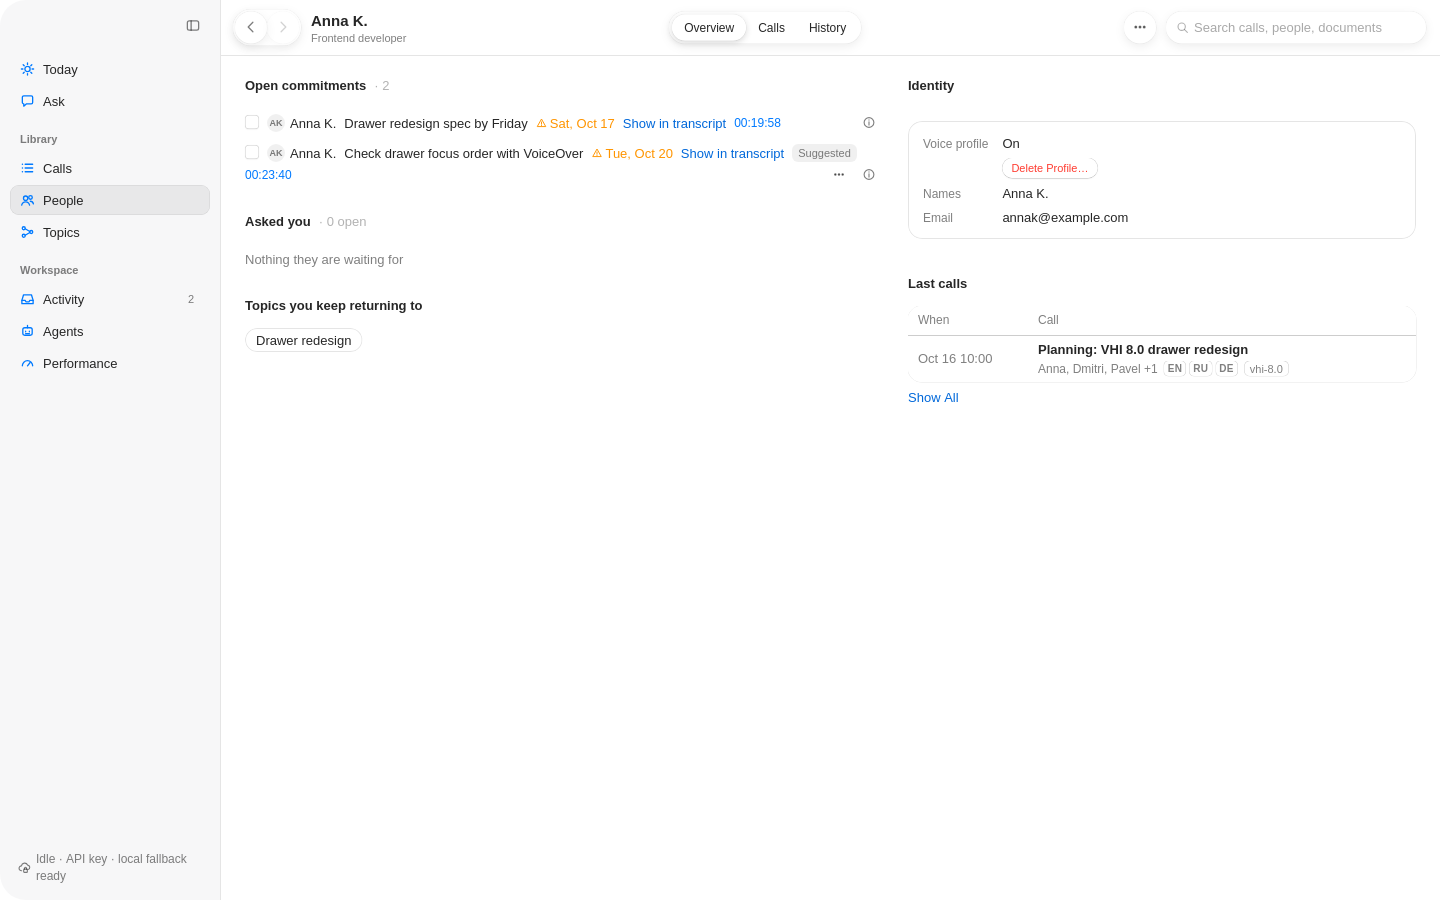 Today
Ask
Library
Calls
People
Topics
Workspace
Activity 2
Agents
Performance
Idle · API key · local fallback
ready
Anna K.
Frontend developer
Overview Calls History
Search calls, people, documents
Open commitments · 2
AK Anna K. Drawer redesign spec by Friday Sat, Oct 17 Show in transcript 00:19:58
AK Anna K. Check drawer focus order with VoiceOver Tue, Oct 20 Show in transcript Suggested
00:23:40
Asked you · 0 open
Nothing they are waiting for
Topics you keep returning to
Drawer redesign
Identity
Voice profile On
Delete Profile…
Names Anna K.
Email annak@example.com
Last calls
When Call
Oct 16 10:00 Planning: VHI 8.0 drawer redesign
Anna, Dmitri, Pavel +1 EN RU DE vhi-8.0
Show All